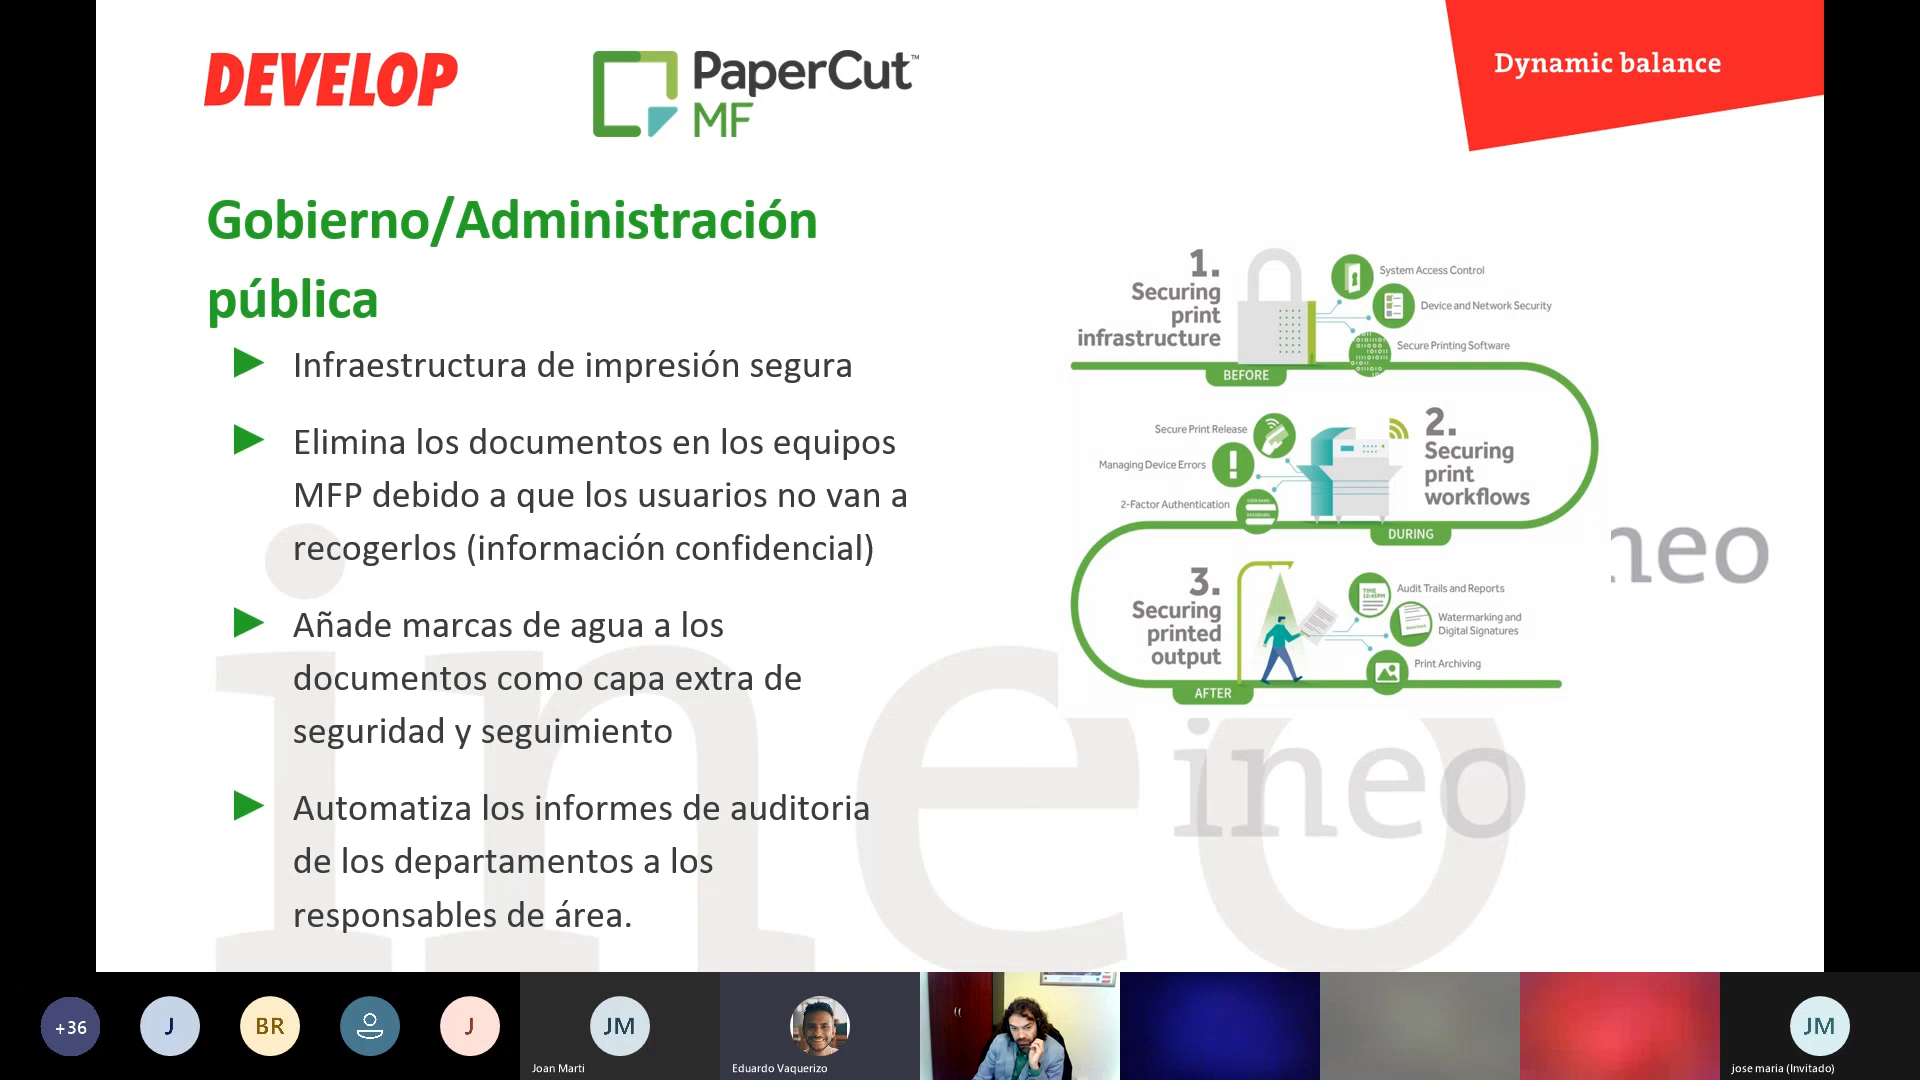 DEVELOP
PaperCut™
MF
Dynamic balance
Gobierno/Administración
pública
Infraestructura de impresión segura
Elimina los documentos en los equipos
MFP debido a que los usuarios no van a
recogerlos (información confidencial)
Añade marcas de agua a los
documentos como capa extra de
seguridad y seguimiento
Automatiza los informes de auditoria
de los departamentos a los
responsables de área.
1.
Securing
print
infrastructure
System Access Control
Device and Network Security
Secure Printing Software
BEFORE
Secure Print Release
Managing Device Errors
2-Factor Authentication
2.
Securing
print
workflows
DURING
3.
Securing
printed
output
Audit Trails and Reports
Watermarking and
Digital Signatures
Print Archiving
AFTER
neo
ineo
ineo
+36
J
BR
J
JM
Joan Marti
Eduardo Vaquerizo
JM
jose maria (Invitado)